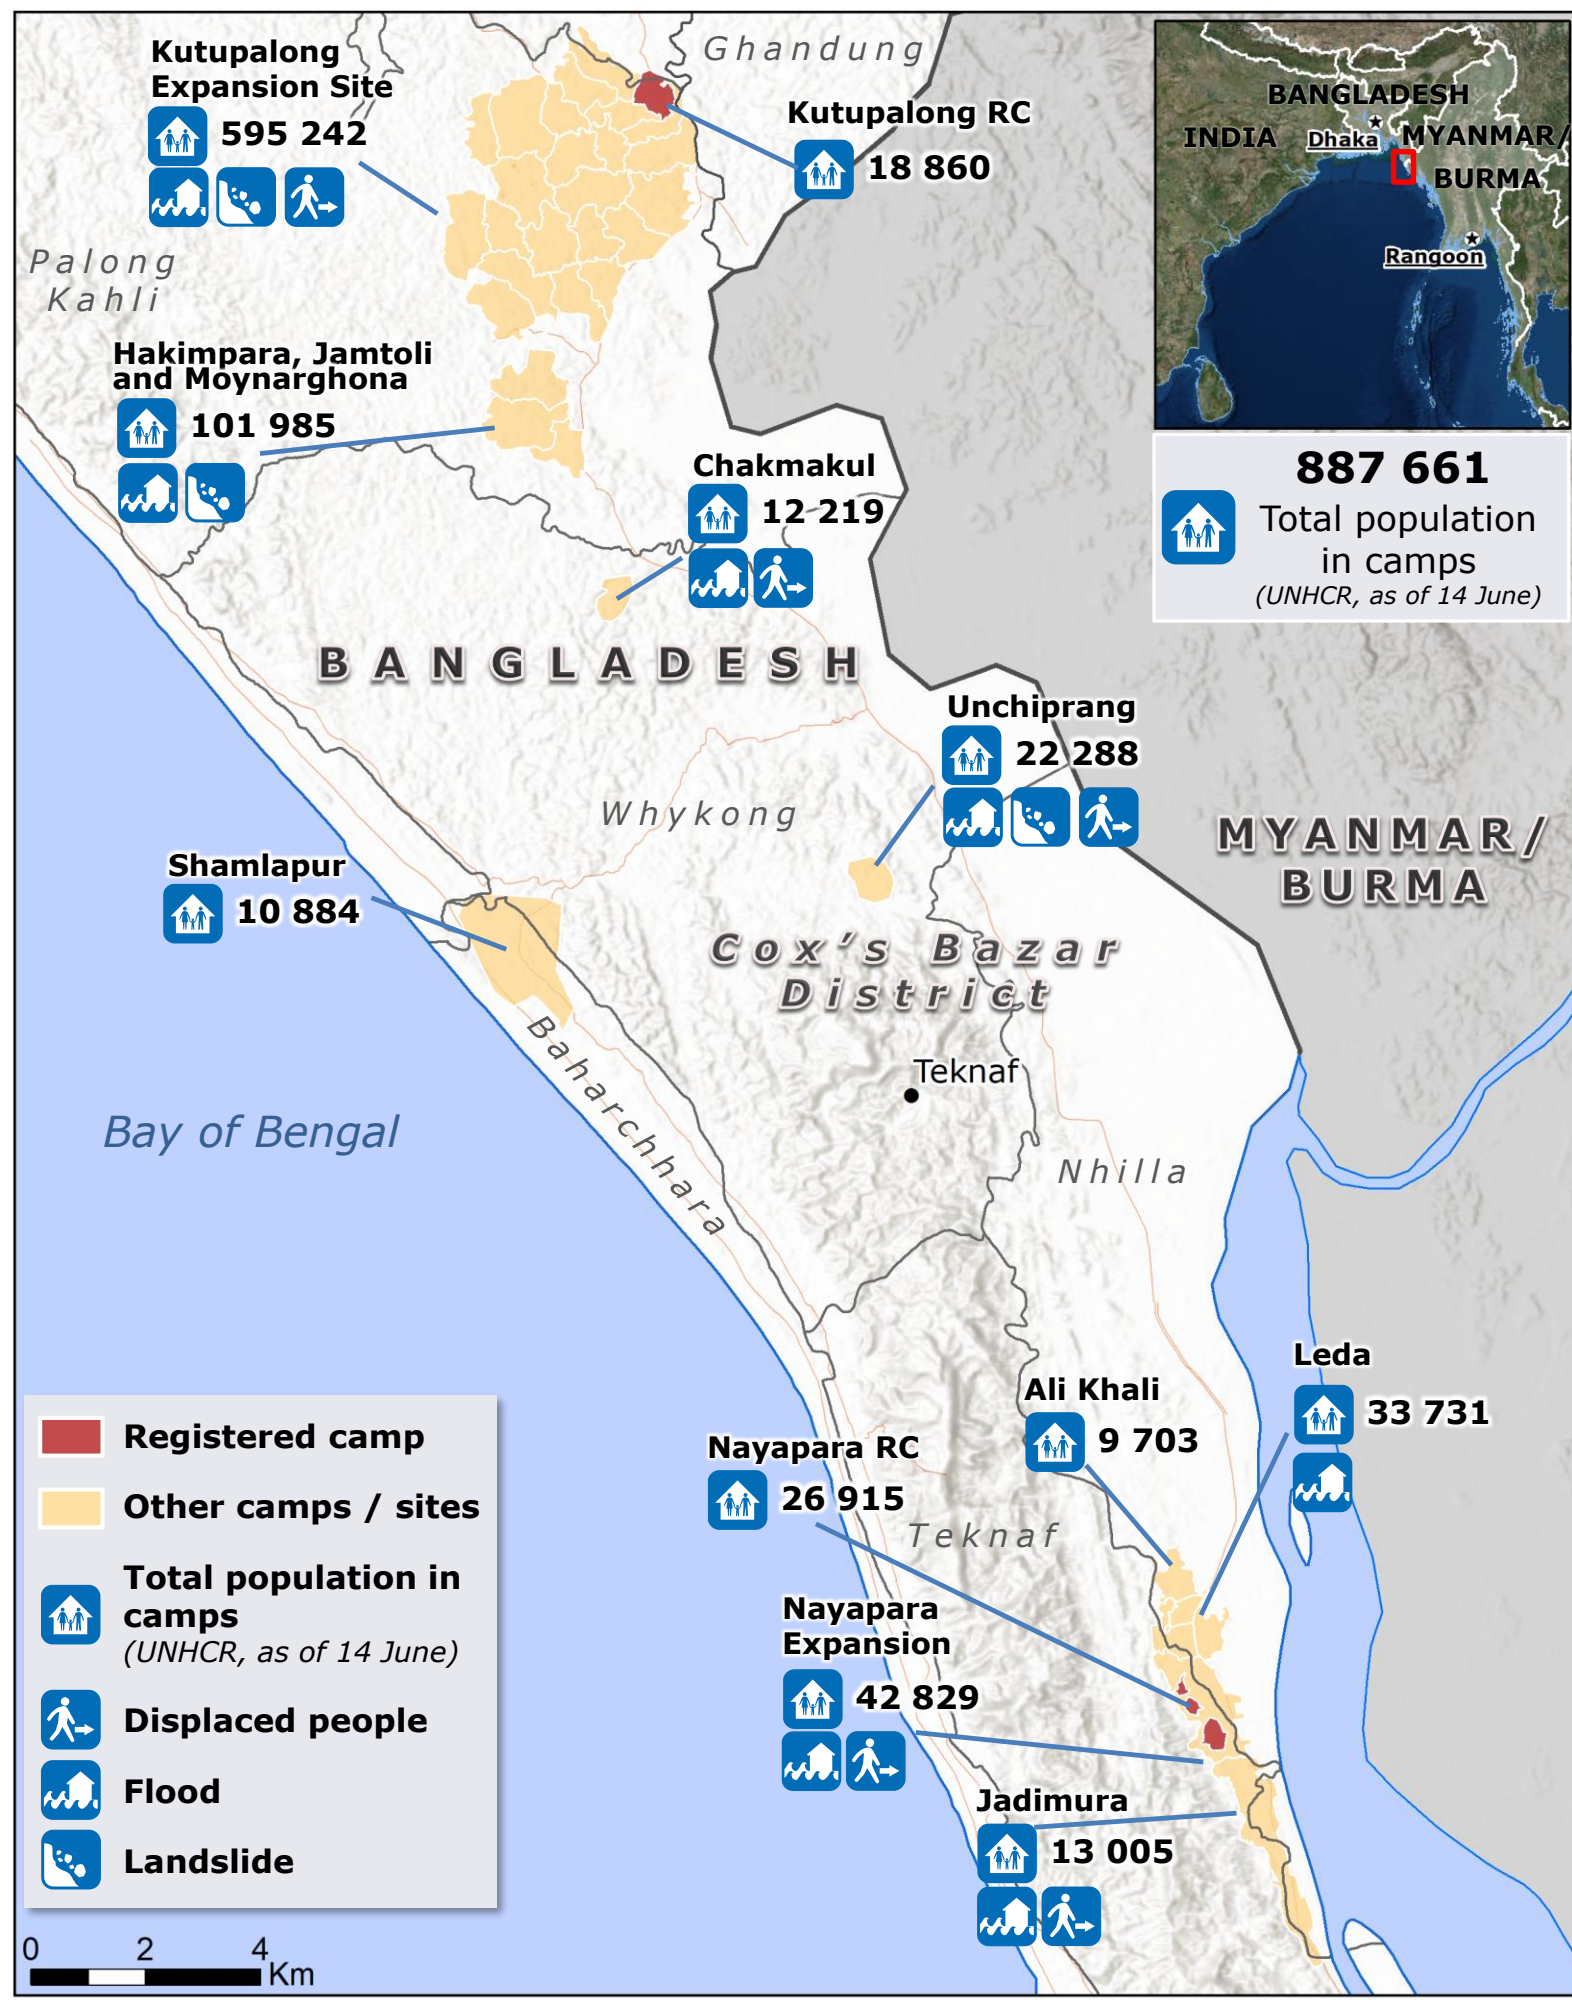 Kutupalong
Expansion Site
595 242
Ghandung
Kutupalong RC
18 860
BANGLADESH
INDIA
Dhaka
MYANMAR/
BURMA
Rangoon
Palong
Kahli
Hakimpara, Jamtoli
and Moynarghona
101 985
Chakmakul
12 219
887 661
Total population
in camps
(UNHCR, as of 14 June)
BANGLADESH
Unchiprang
22 288
Whykong
MYANMAR/
BURMA
Shamlapur
10 884
Cox's Bazar
District
Baharchhara
Teknaf
Bay of Bengal
Nhilla
Leda
33 731
Ali Khali
9 703
Nayapara RC
26 915
Teknaf
Nayapara
Expansion
42 829
Jadimura
13 005
Registered camp
Other camps / sites
Total population in
camps
(UNHCR, as of 14 June)
Displaced people
Flood
Landslide
0 2 4
Km